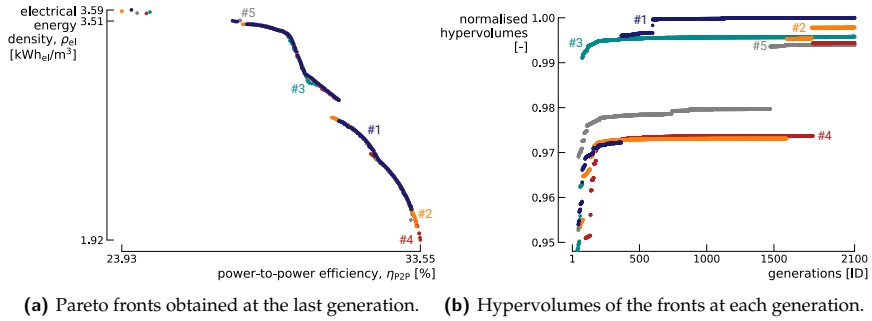 electrical
energy
density, ρel
[kWhel/m³]
3.59
3.51
1.92
23.93
33.55
power-to-power efficiency, ηP2P [%]
#5
#3
#1
#2
#4
(a) Pareto fronts obtained at the last generation.
normalised
hypervolumes
[-]
1.00
0.99
0.98
0.97
0.96
0.95
1
500
1000
1500
2100
generations [ID]
#1
#2
#3
#5
#4
(b) Hypervolumes of the fronts at each generation.